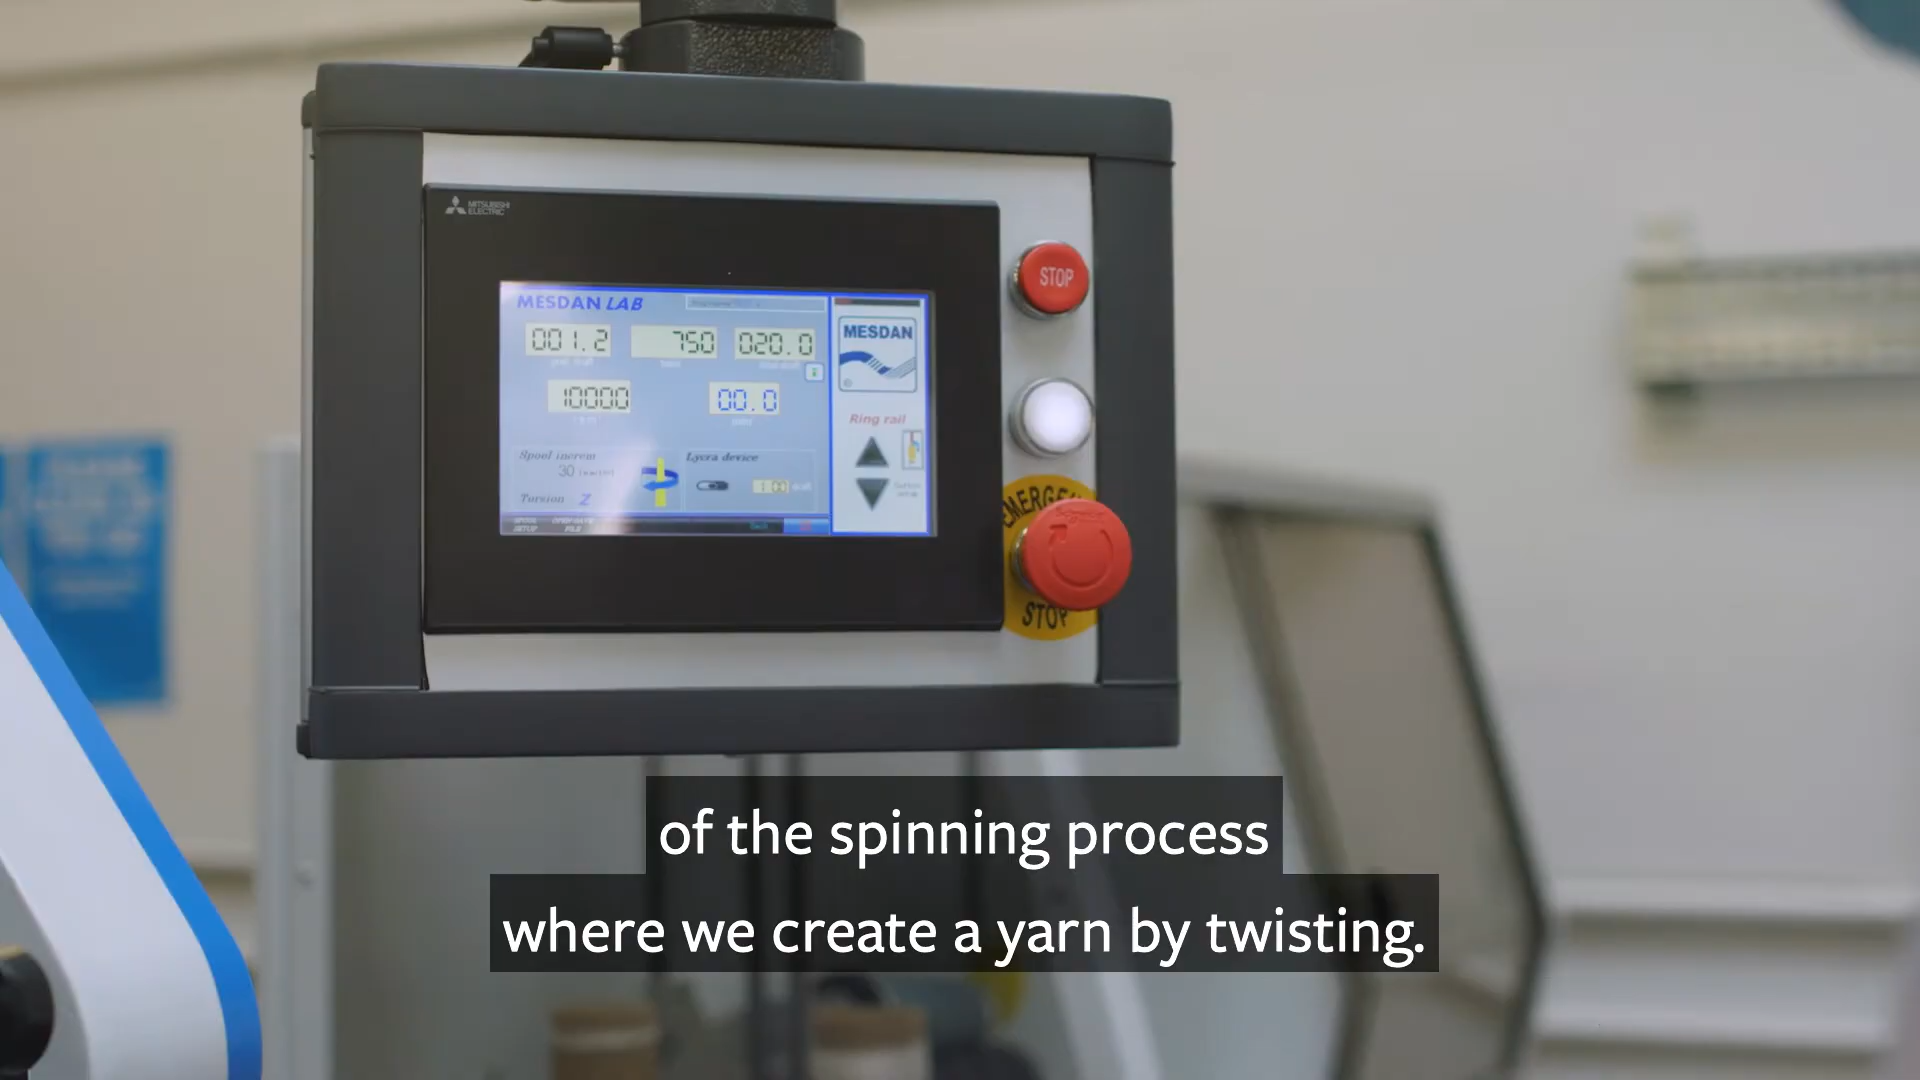 MITSUBISHI
ELECTRIC
MESDAN LAB
001.2
750
020.0
10000
00.0
Spool increm
30
Torsion Z
Lycra device
MESDAN
Ring rail
STOP
EMERGENCY
STOP
of the spinning process
where we create a yarn by twisting.